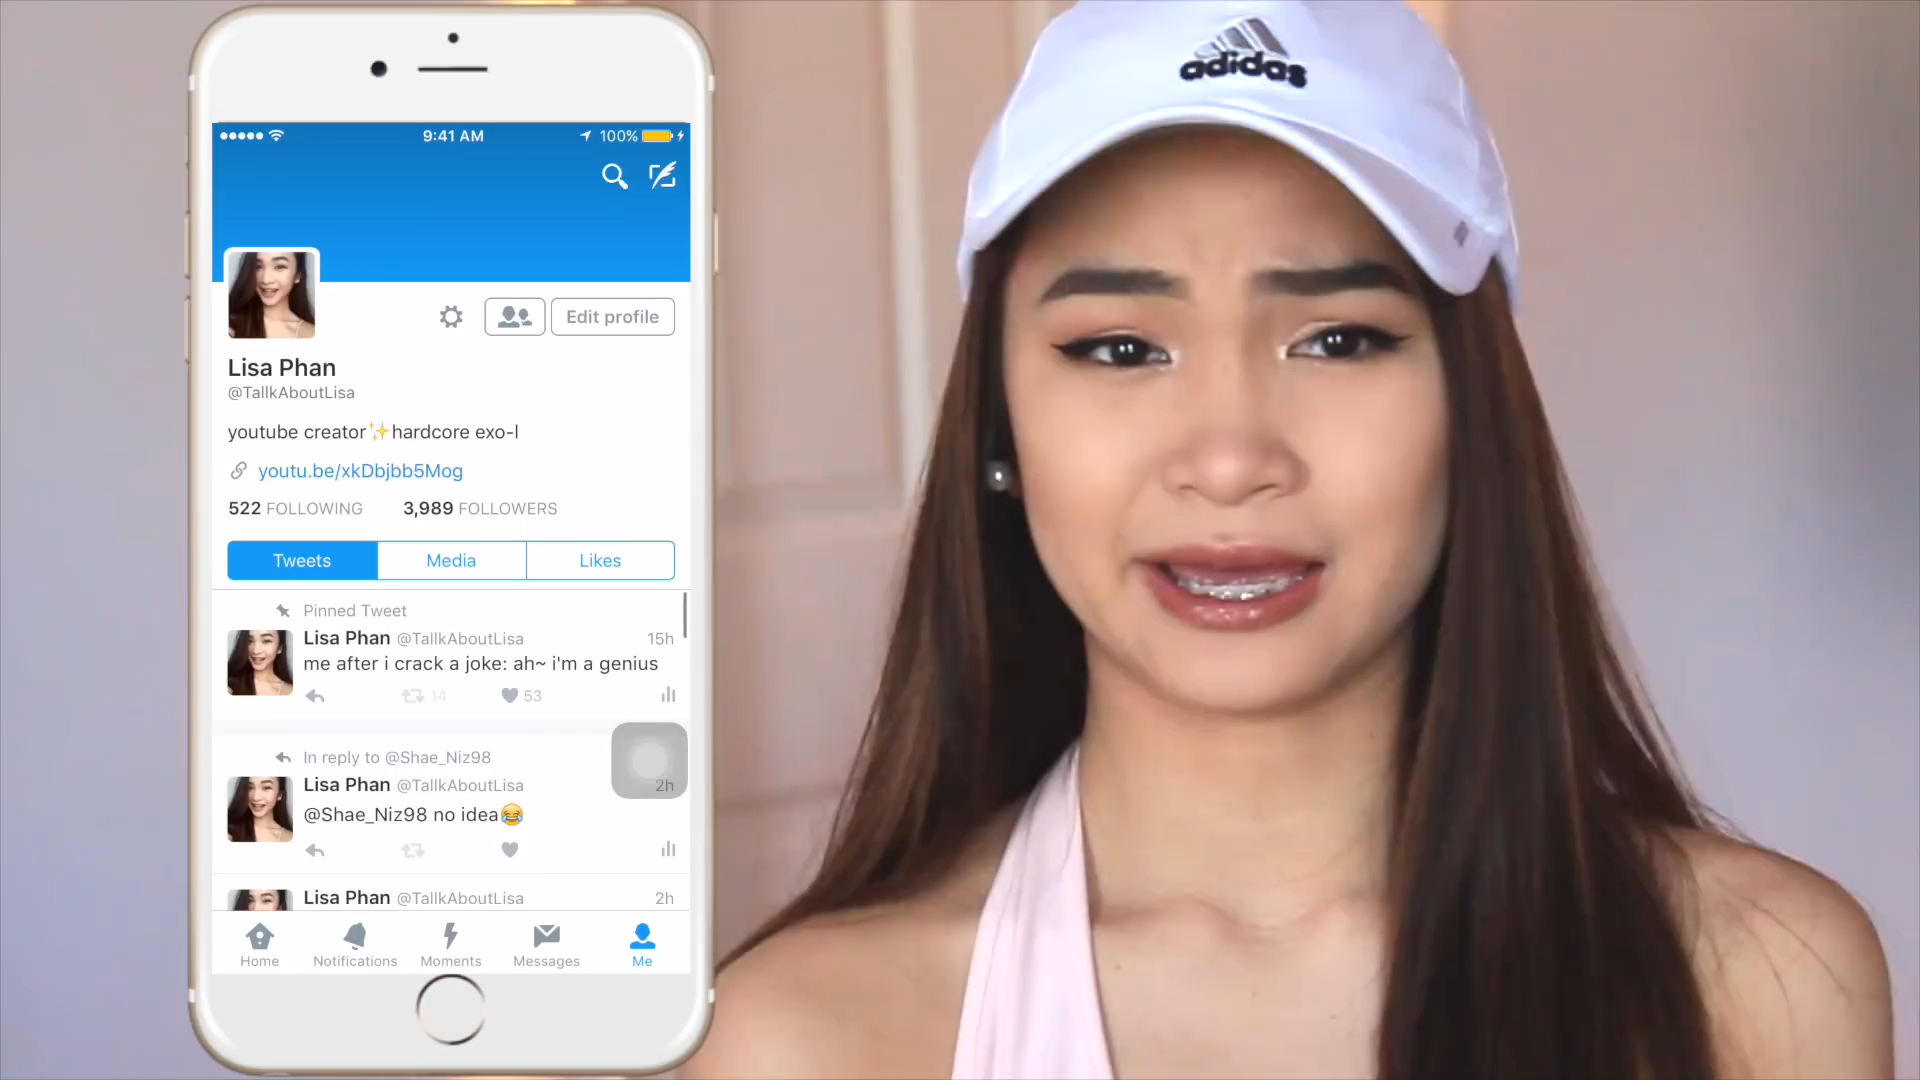 9:41 AM
100%
Edit profile
Lisa Phan
@TallkAboutLisa
youtube creator✨hardcore exo-l
youtu.be/xkDbjbb5Mog
522 FOLLOWING 3,989 FOLLOWERS
Tweets Media Likes
Pinned Tweet
Lisa Phan @TallkAboutLisa 15h
me after i crack a joke: ah~ i'm a genius
14 53
In reply to @Shae_Niz98
Lisa Phan @TallkAboutLisa 2h
@Shae_Niz98 no idea😂
Lisa Phan @TallkAboutLisa 2h
Home Notifications Moments Messages Me
adidas